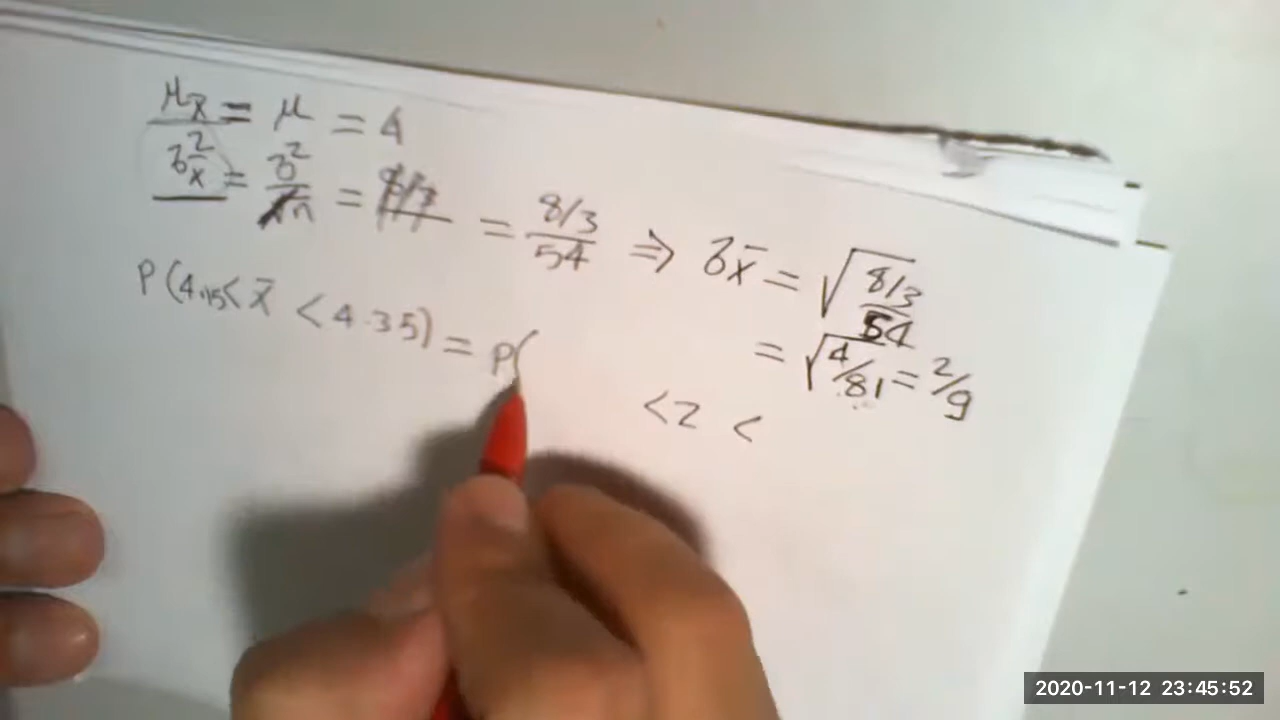 μx̄ = μ = 4
σ²x̄ = σ²/n = = 8/3/54 ⇒ σx̄ = √(8/3/54)
= √(4/81) = 2/9
P(4.15 < x̄ < 4.35) = P(
< z <
2020-11-12 23:45:52